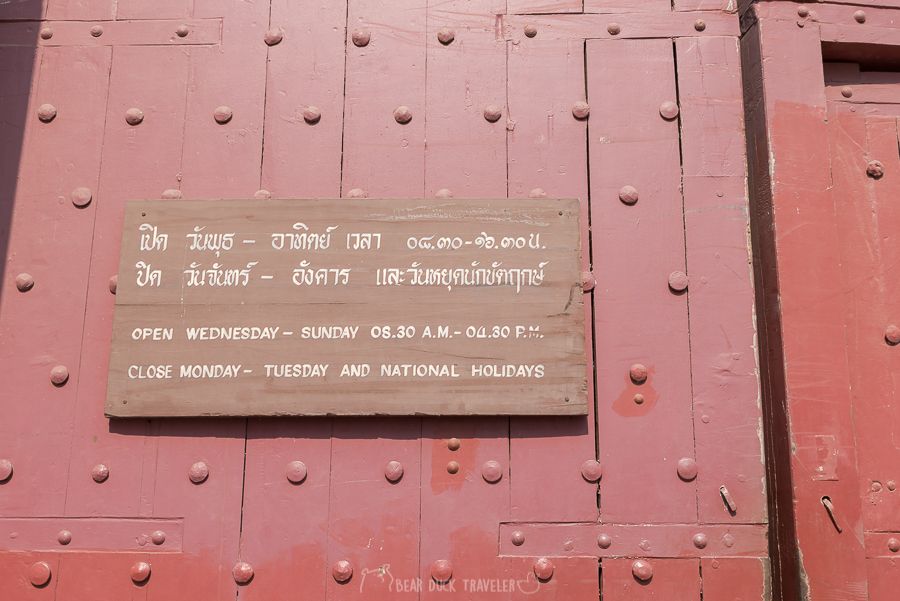 เปิด วันพุธ – อาทิตย์ เวลา ๐๘.๓๐-๑๖.๓๐ น.
ปิด วันจันทร์ – อังคาร และวันหยุดนักขัตฤกษ์
OPEN WEDNESDAY – SUNDAY 08.30 A.M. – 04.30 P.M.
CLOSE MONDAY – TUESDAY AND NATIONAL HOLIDAYS
BEAR DUCK TRAVELER